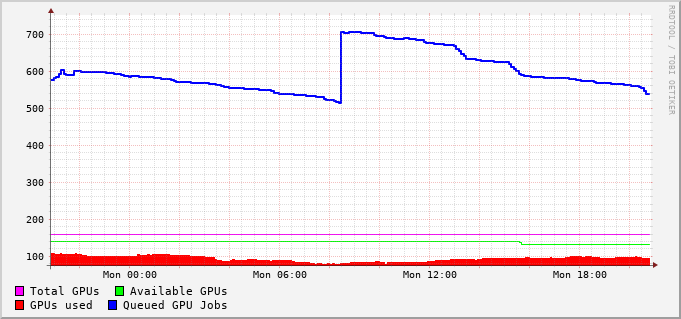 700
600
500
400
300
200
100
Mon 00:00 Mon 06:00 Mon 12:00 Mon 18:00
Total GPUs Available GPUs
GPUs used Queued GPU Jobs
RRDTOOL / TOBI OETIKER